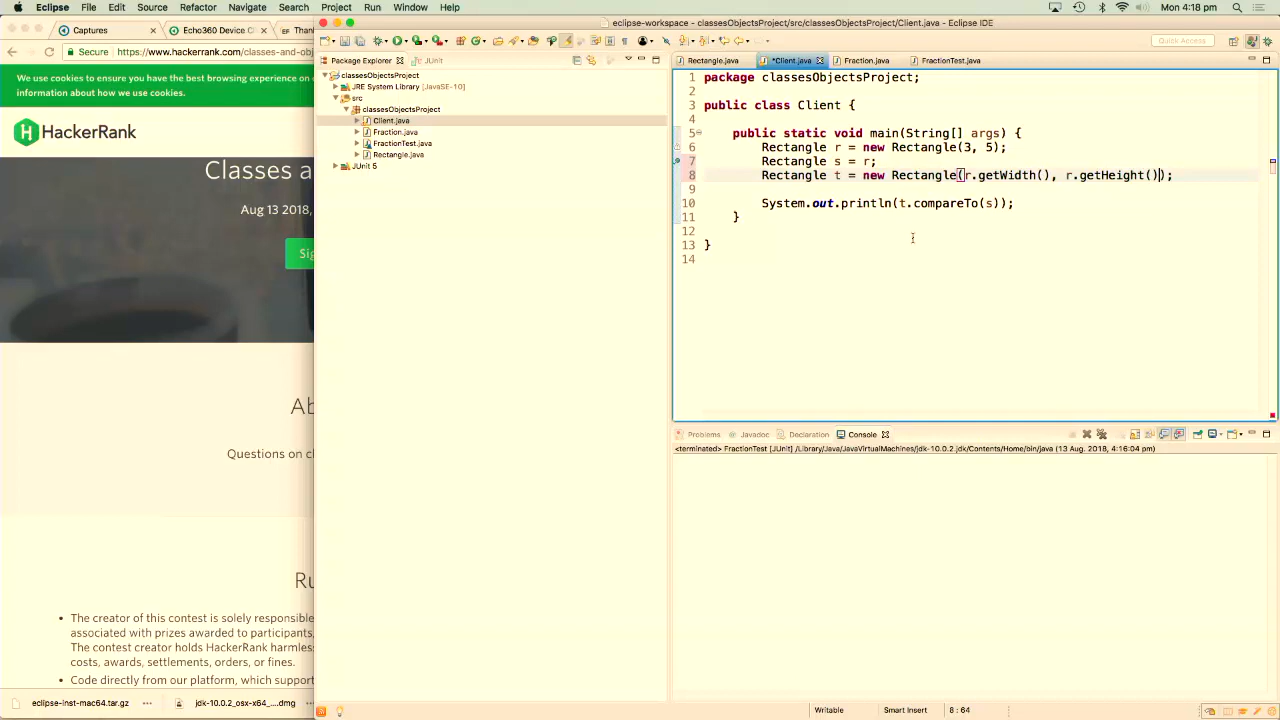 Eclipse File Edit Source Refactor Navigate Search Project Run Window Help
Mon 4:18 pm
eclipse-workspace - classesObjectsProject/src/classesObjectsProject/Client.java - Eclipse IDE
Captures
Echo360 Device C
Than
Secure https://www.hackerrank.com/classes-and-obj
Quick Access
We use cookies to ensure you have the best browsing experience on
information about how we use cookies.
HackerRank
Classes a
Aug 13 2018,
Sig
Ab
Questions on cl
Ru
The creator of this contest is solely responsible
associated with prizes awarded to participants,
The contest creator holds HackerRank harmless
costs, awards, settlements, orders, or fines.
Code directly from our platform, which support
eclipse-inst-mac64.tar.gz
jdk-10.0.2_osx-x64_....dmg
Package Explorer
JUnit
classesObjectsProject
JRE System Library [JavaSE-10]
src
classesObjectsProject
Client.java
Fraction.java
FractionTest.java
Rectangle.java
JUnit 5
Rectangle.java
*Client.java
Fraction.java
FractionTest.java
1 package classesObjectsProject;
2
3 public class Client {
4
5 public static void main(String[] args) {
6 Rectangle r = new Rectangle(3, 5);
7 Rectangle s = r;
8 Rectangle t = new Rectangle(r.getWidth(), r.getHeight());
9
10 System.out.println(t.compareTo(s));
11 }
12
13 }
14
Problems
Javadoc
Declaration
Console
<terminated> FractionTest [JUnit] /Library/Java/JavaVirtualMachines/jdk-10.0.2.jdk/Contents/Home/bin/java (13 Aug. 2018, 4:16:04 pm)
Writable
Smart Insert
8 : 64